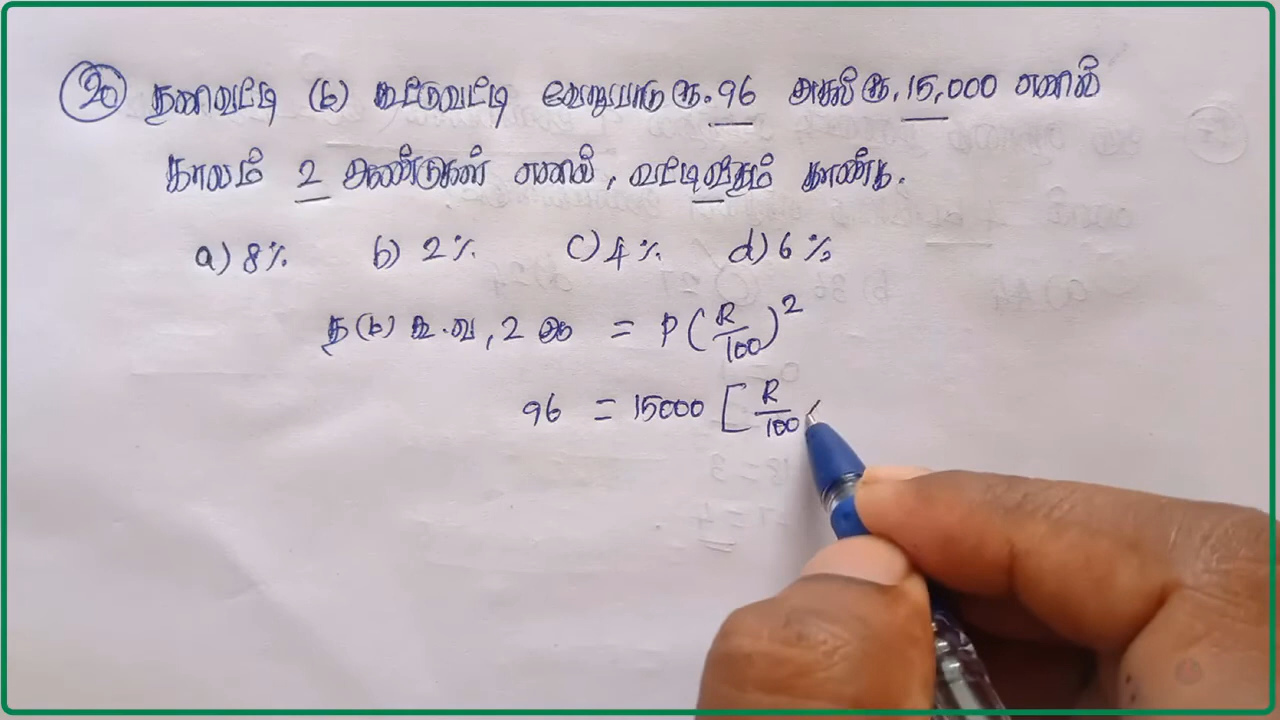 20 தனிவட்டி (b) கூட்டுவட்டி வேறுபாடு ரூ.96 அசல் ரூ.15,000 எனில்
காலம் 2 ஆண்டுகள் எனில், வட்டிவீதம் காண்க.
a) 8% b) 2% c) 4% d) 6%
த (b) கூ.வ, 2 ஆ = P(R/100)²
96 = 15000 [R/100